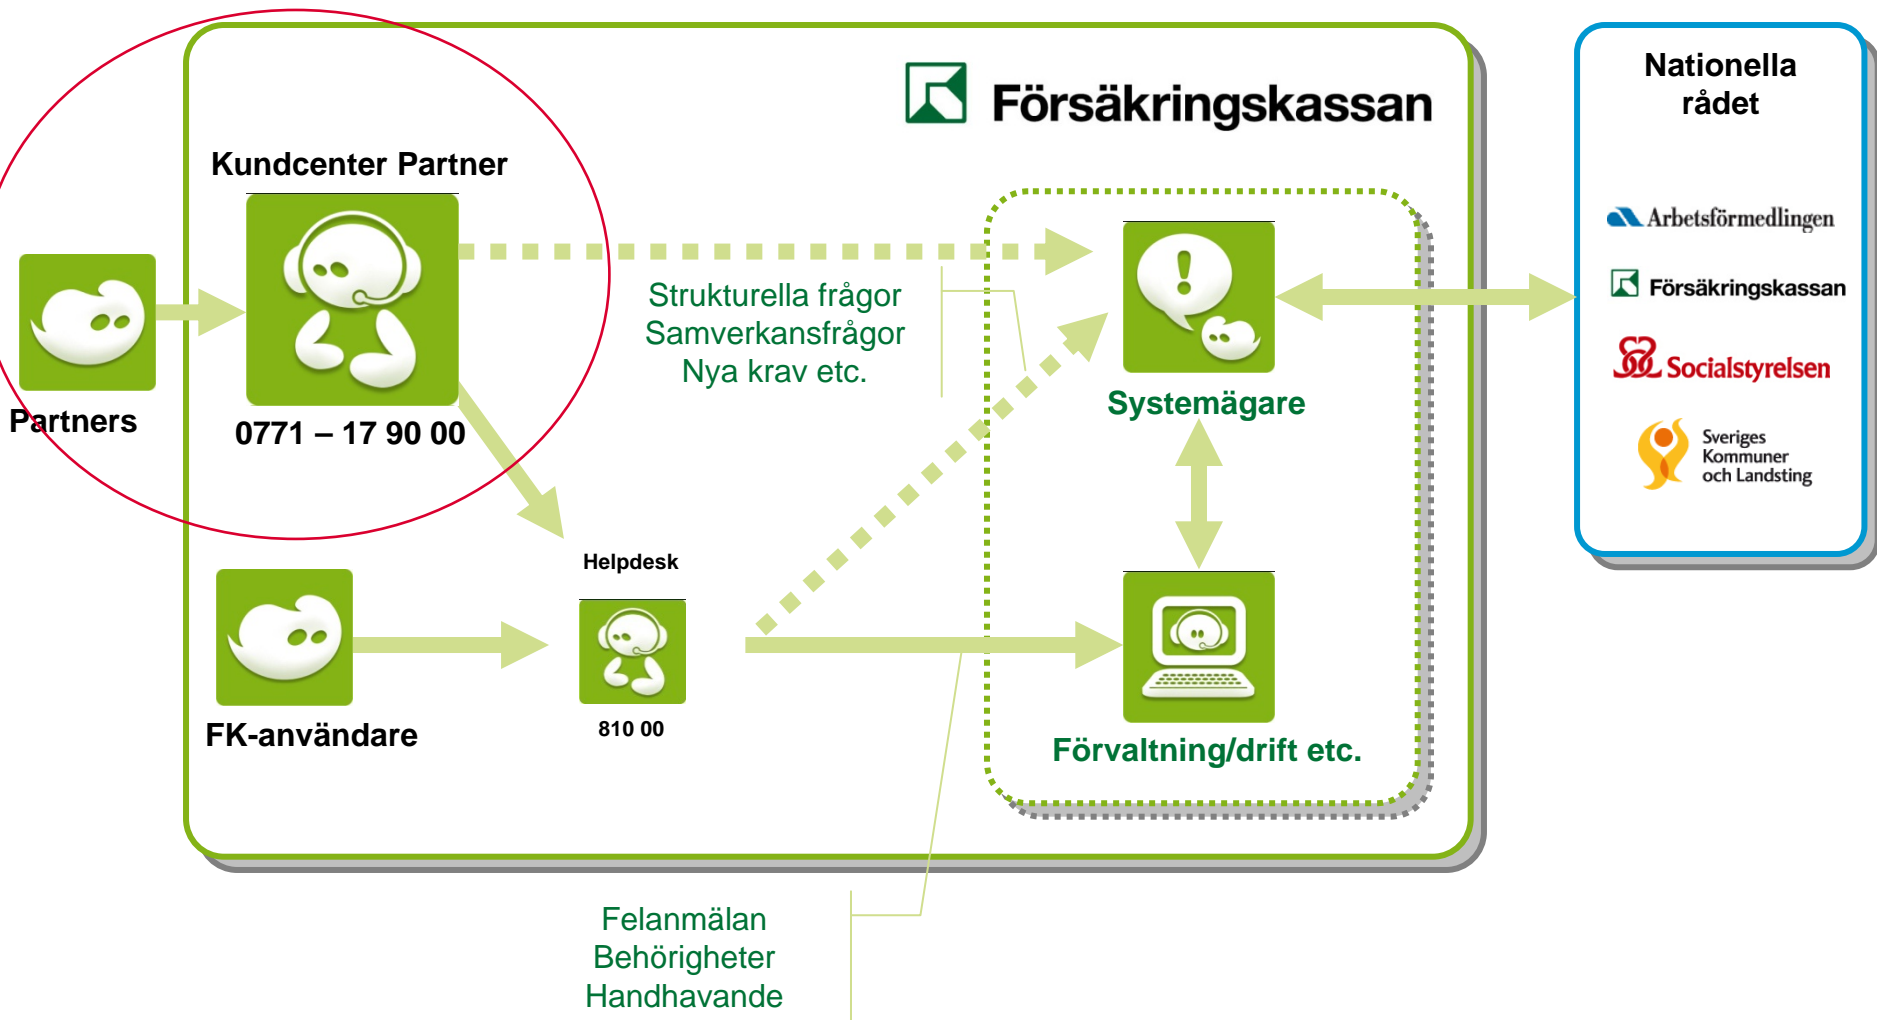 Försäkringskassan
Nationella
rådet
Kundcenter Partner
Arbetsförmedlingen
Försäkringskassan
Socialstyrelsen
Sveriges
Kommuner
och Landsting
Strukturella frågor
Samverkansfrågor
Nya krav etc.
Systemägare
Partners
0771 – 17 90 00
Helpdesk
810 00
FK-användare
Förvaltning/drift etc.
Felanmälan
Behörigheter
Handhavande